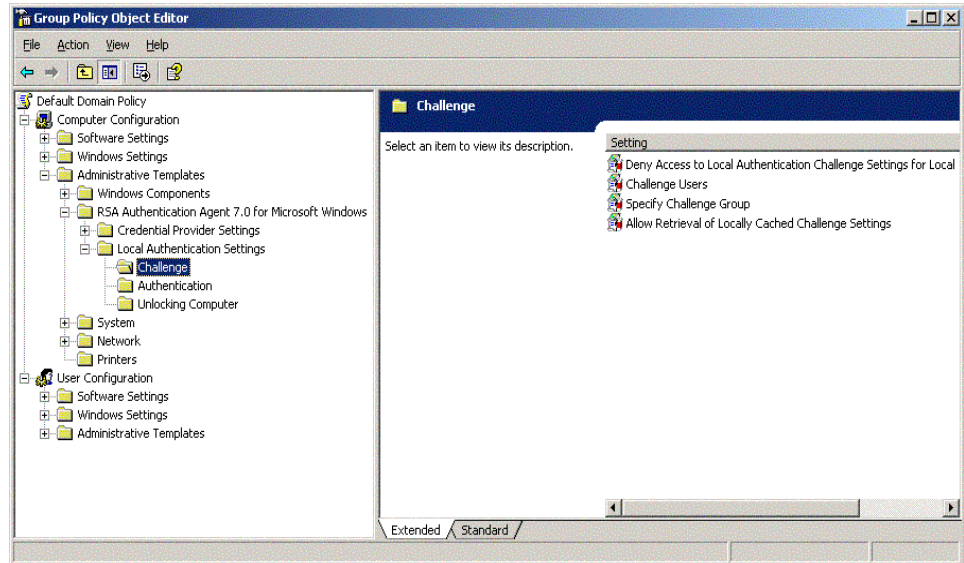 Group Policy Object Editor
File Action View Help
Default Domain Policy
Computer Configuration
Software Settings
Windows Settings
Administrative Templates
Windows Components
RSA Authentication Agent 7.0 for Microsoft Windows
Credential Provider Settings
Local Authentication Settings
Challenge
Authentication
Unlocking Computer
System
Network
Printers
User Configuration
Software Settings
Windows Settings
Administrative Templates
Challenge
Select an item to view its description.
Setting
Deny Access to Local Authentication Challenge Settings for Local
Challenge Users
Specify Challenge Group
Allow Retrieval of Locally Cached Challenge Settings
Extended Standard